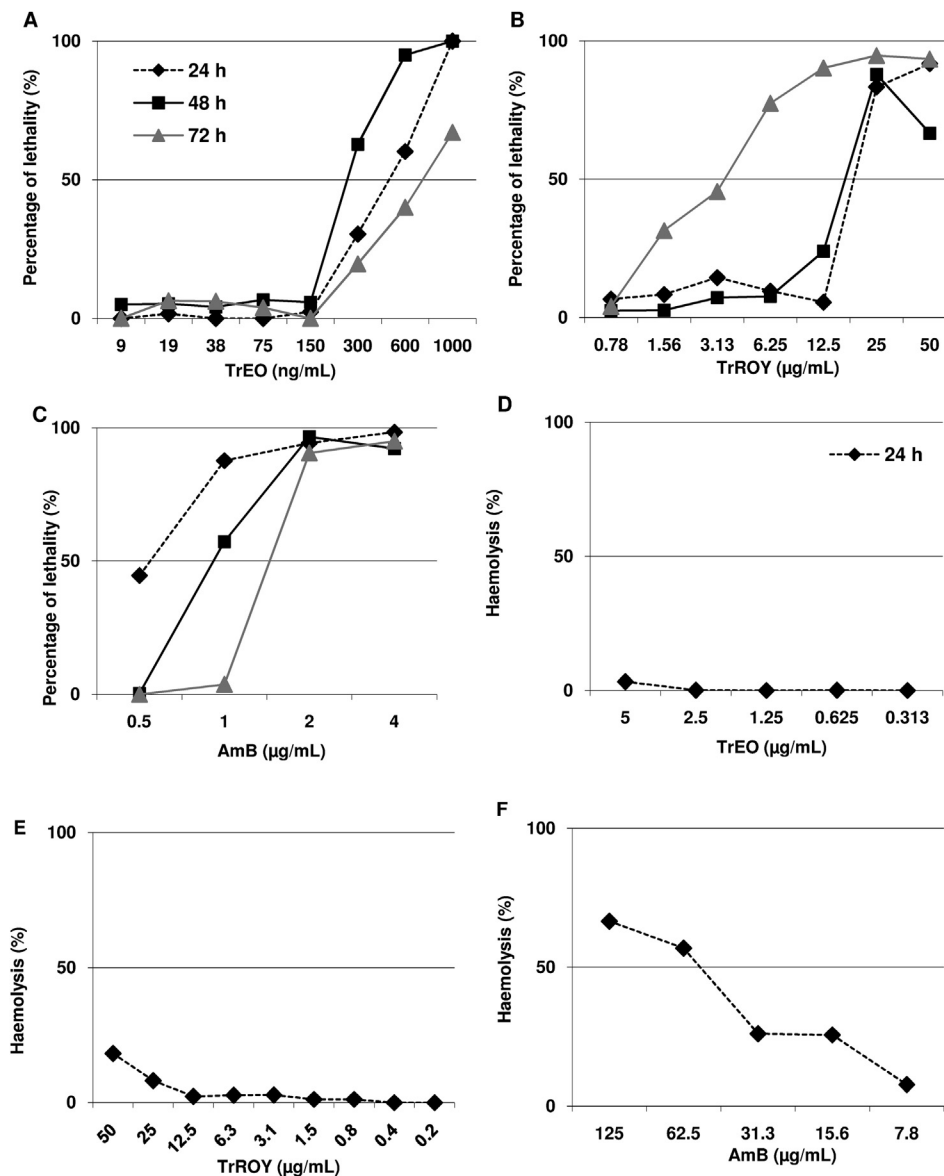 A
Percentage of lethality (%)
100
50
0
24 h
48 h
72 h
9 19 38 75 150 300 600 1000
TrEO (ng/mL)
B
Percentage of lethality (%)
100
50
0
0.78 1.56 3.13 6.25 12.5 25 50
TrROY (µg/mL)
C
Percentage of lethality (%)
100
50
0
0.5 1 2 4
AmB (µg/mL)
D
Haemolysis (%)
100
50
0
24 h
5 2.5 1.25 0.625 0.313
TrEO (µg/mL)
E
Haemolysis (%)
100
50
0
50 25 12.5 6.3 3.1 1.5 0.8 0.4 0.2
TrROY (µg/mL)
F
Haemolysis (%)
100
50
0
125 62.5 31.3 15.6 7.8
AmB (µg/mL)